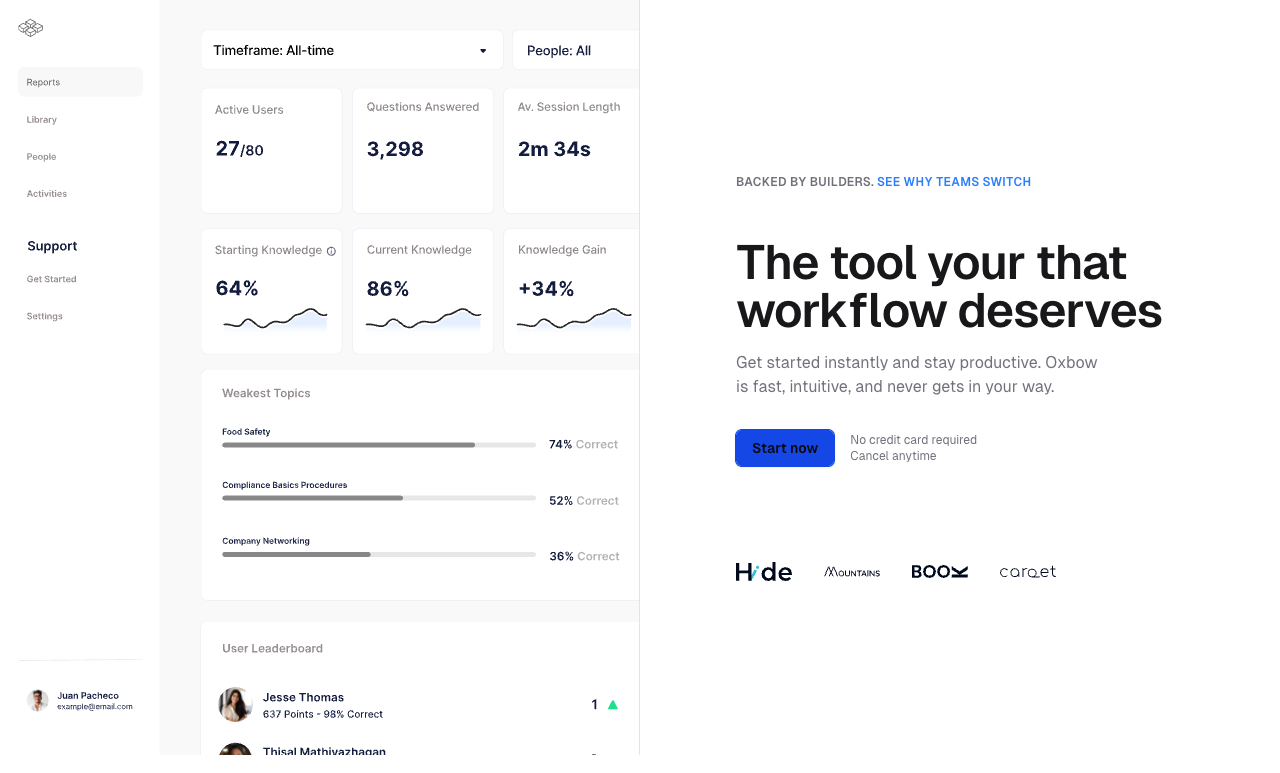 Reports
Library
People
Activities
Support
Get Started
Settings
Juan Pacheco
example@email.com
Timeframe: All-time
People: All
Active Users
27/80
Questions Answered
3,298
Av. Session Length
2m 34s
Starting Knowledge
64%
Current Knowledge
86%
Knowledge Gain
+34%
Weakest Topics
Food Safety
74% Correct
Compliance Basics Procedures
52% Correct
Company Networking
36% Correct
User Leaderboard
Jesse Thomas
637 Points - 98% Correct
1
Thisal Mathiyazhagan
BACKED BY BUILDERS. SEE WHY TEAMS SWITCH
The tool your that
workflow deserves
Get started instantly and stay productive. Oxbow
is fast, intuitive, and never gets in your way.
Start now
No credit card required
Cancel anytime
Hide
MOUNTAINS
BOOK
carqet